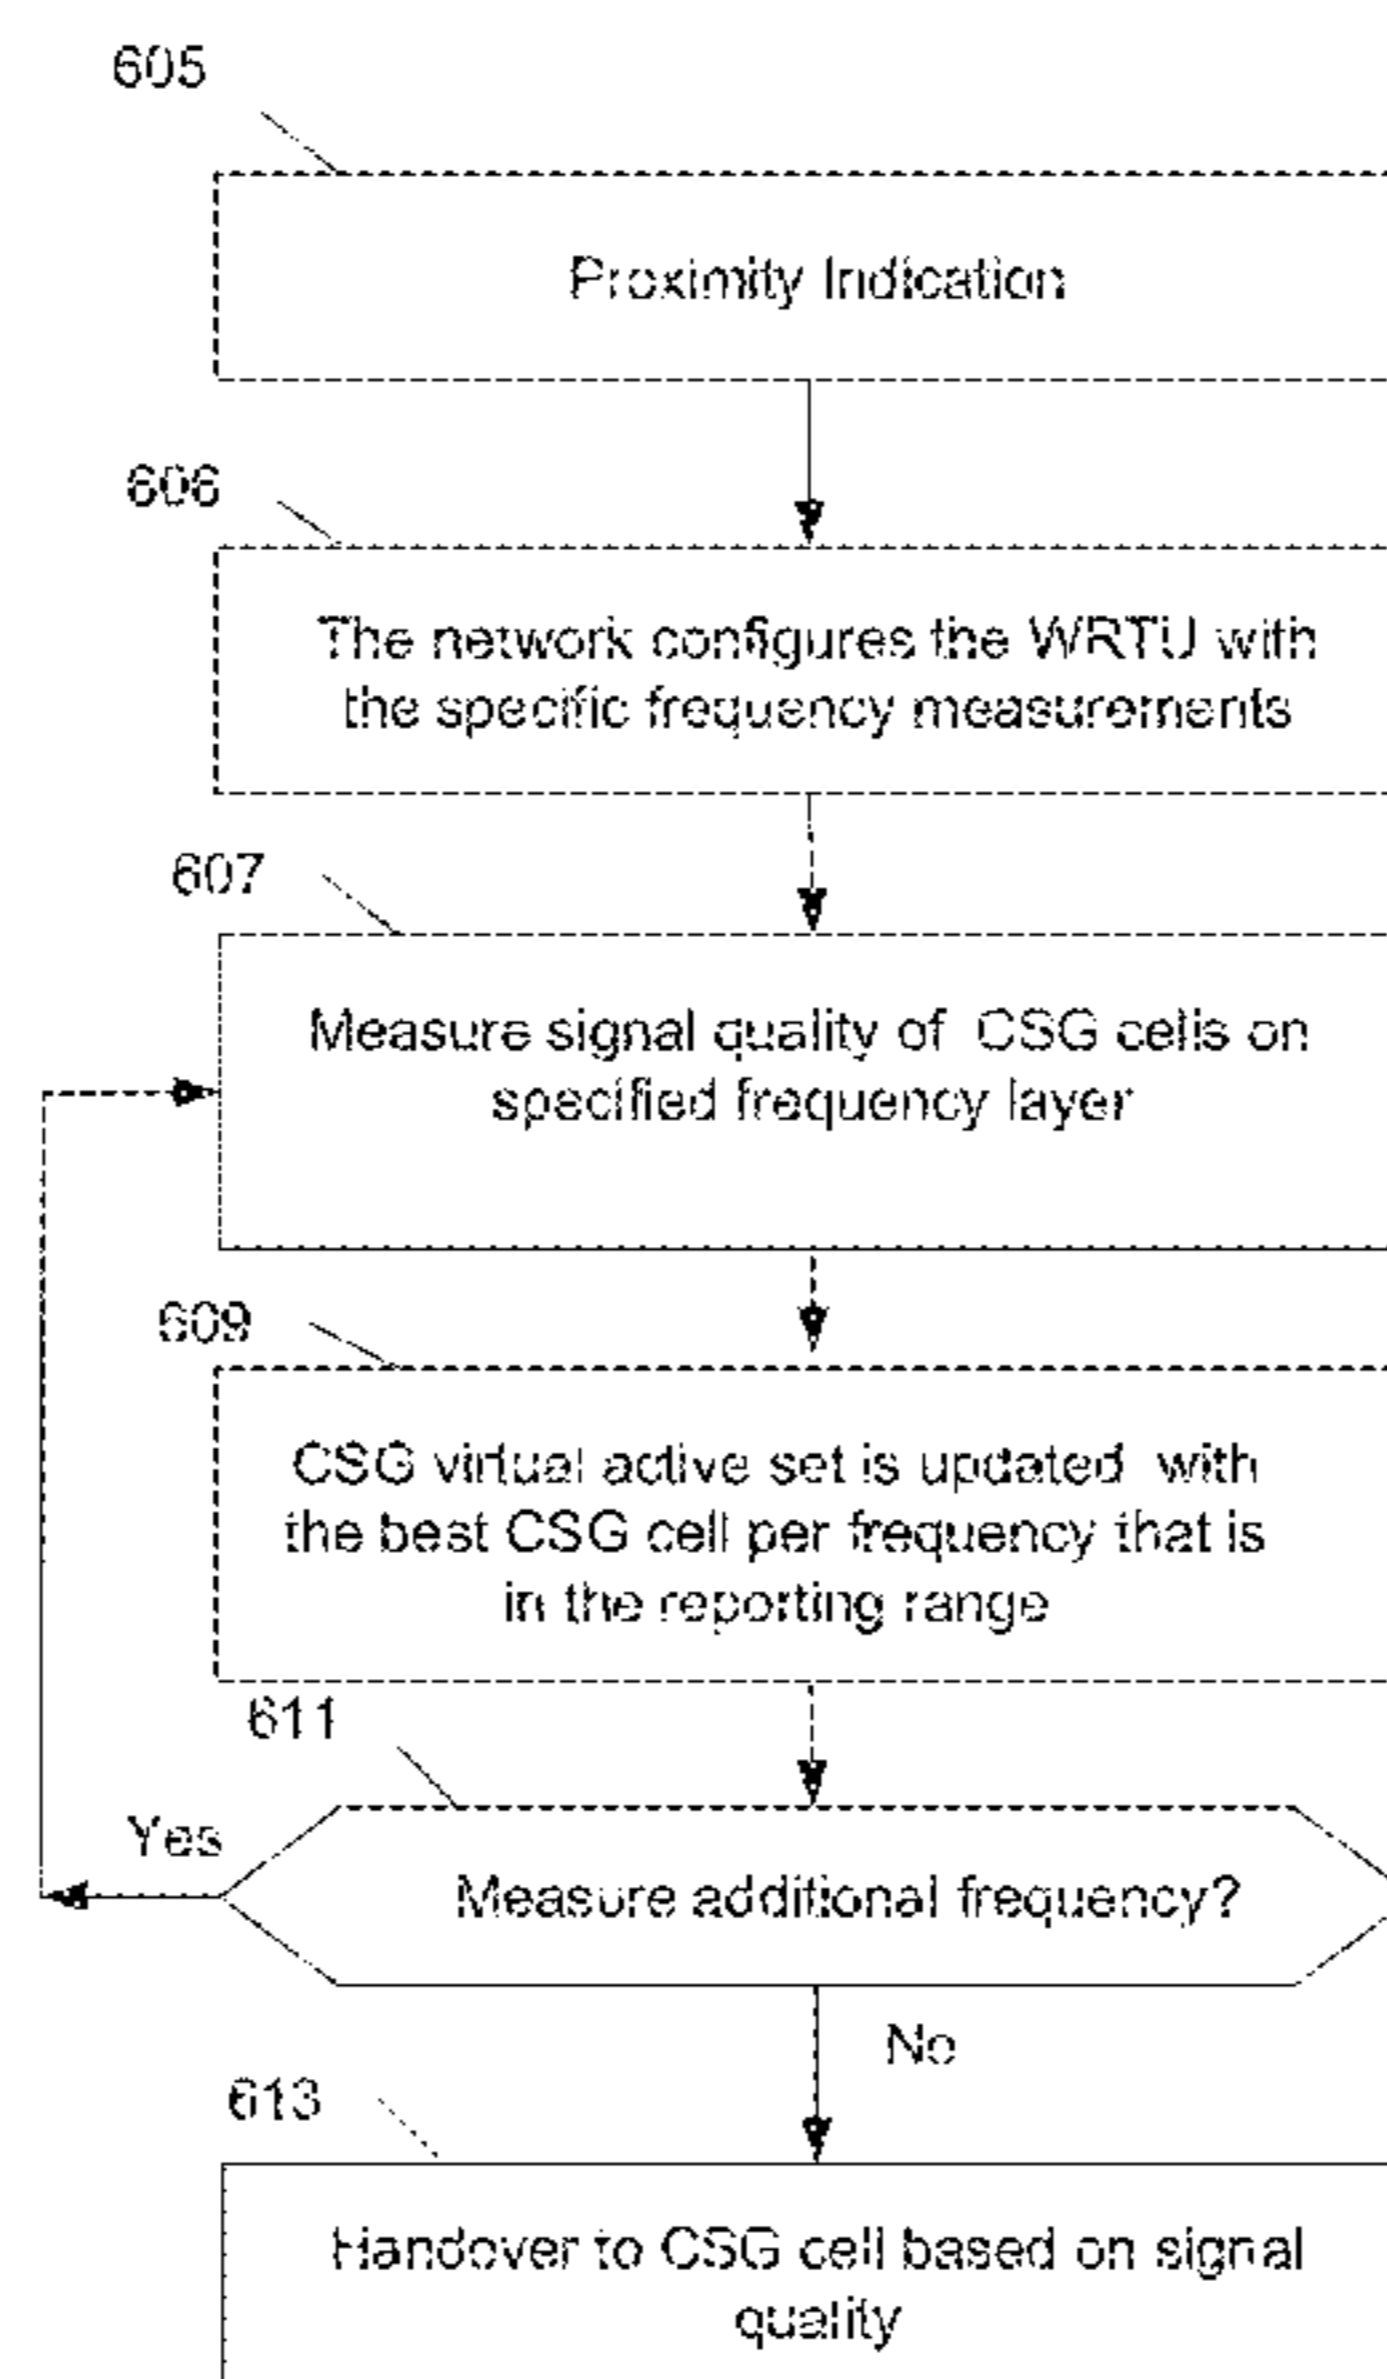 605
Proximity Indication
606
The network configures the WRTU with
the specific frequency measurements
607
Measure signal quality of CSG cells on
specified frequency layer
609
CSG virtual active set is updated with
the best CSG cell per frequency that is
in the reporting range
611
Yes
Measure additional frequency?
No
613
Handover to CSG cell based on signal
quality